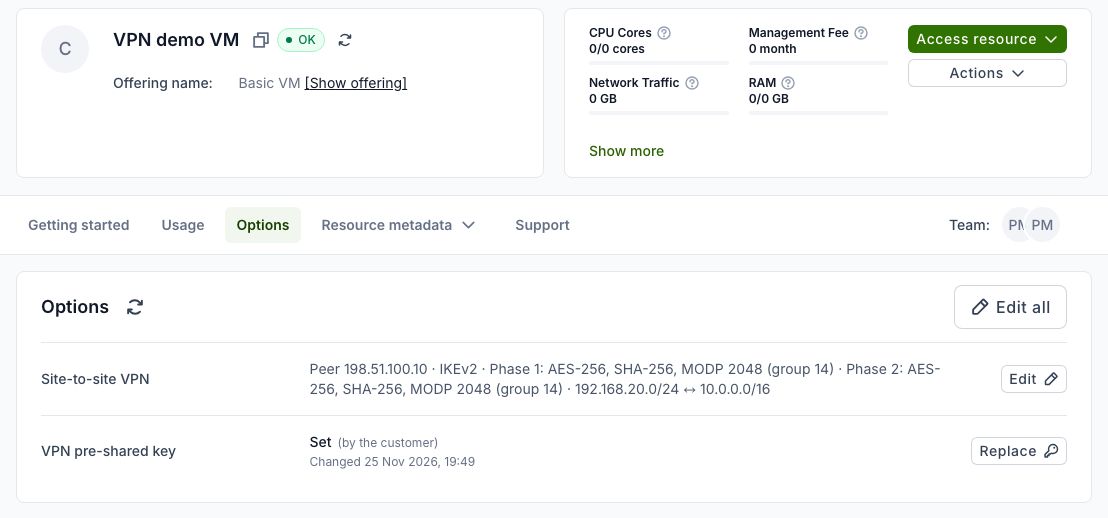 C
VPN demo VM
OK
Offering name:
Basic VM [Show offering]
CPU Cores
0/0 cores
Management Fee
0 month
Network Traffic
0 GB
RAM
0/0 GB
Show more
Access resource
Actions
Getting started
Usage
Options
Resource metadata
Support
Team:
PM
PM
Options
Edit all
Site-to-site VPN
Peer 198.51.100.10 · IKEv2 · Phase 1: AES-256, SHA-256, MODP 2048 (group 14) · Phase 2: AES-
256, SHA-256, MODP 2048 (group 14) · 192.168.20.0/24 ↔ 10.0.0.0/16
Edit
VPN pre-shared key
Set (by the customer)
Changed 25 Nov 2026, 19:49
Replace